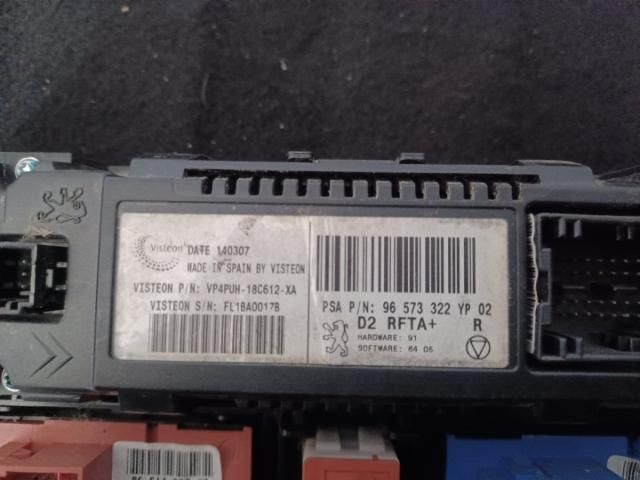 Visteon DATE 140307
MADE IN SPAIN BY VISTEON
VISTEON P/N: VP4PUH-18C612-XA
VISTEON S/N: FL1BA0017B
PSA P/N: 96 573 322 YP 02
D2 RFTA+ R
HARDWARE: 91
SOFTWARE: 64 05